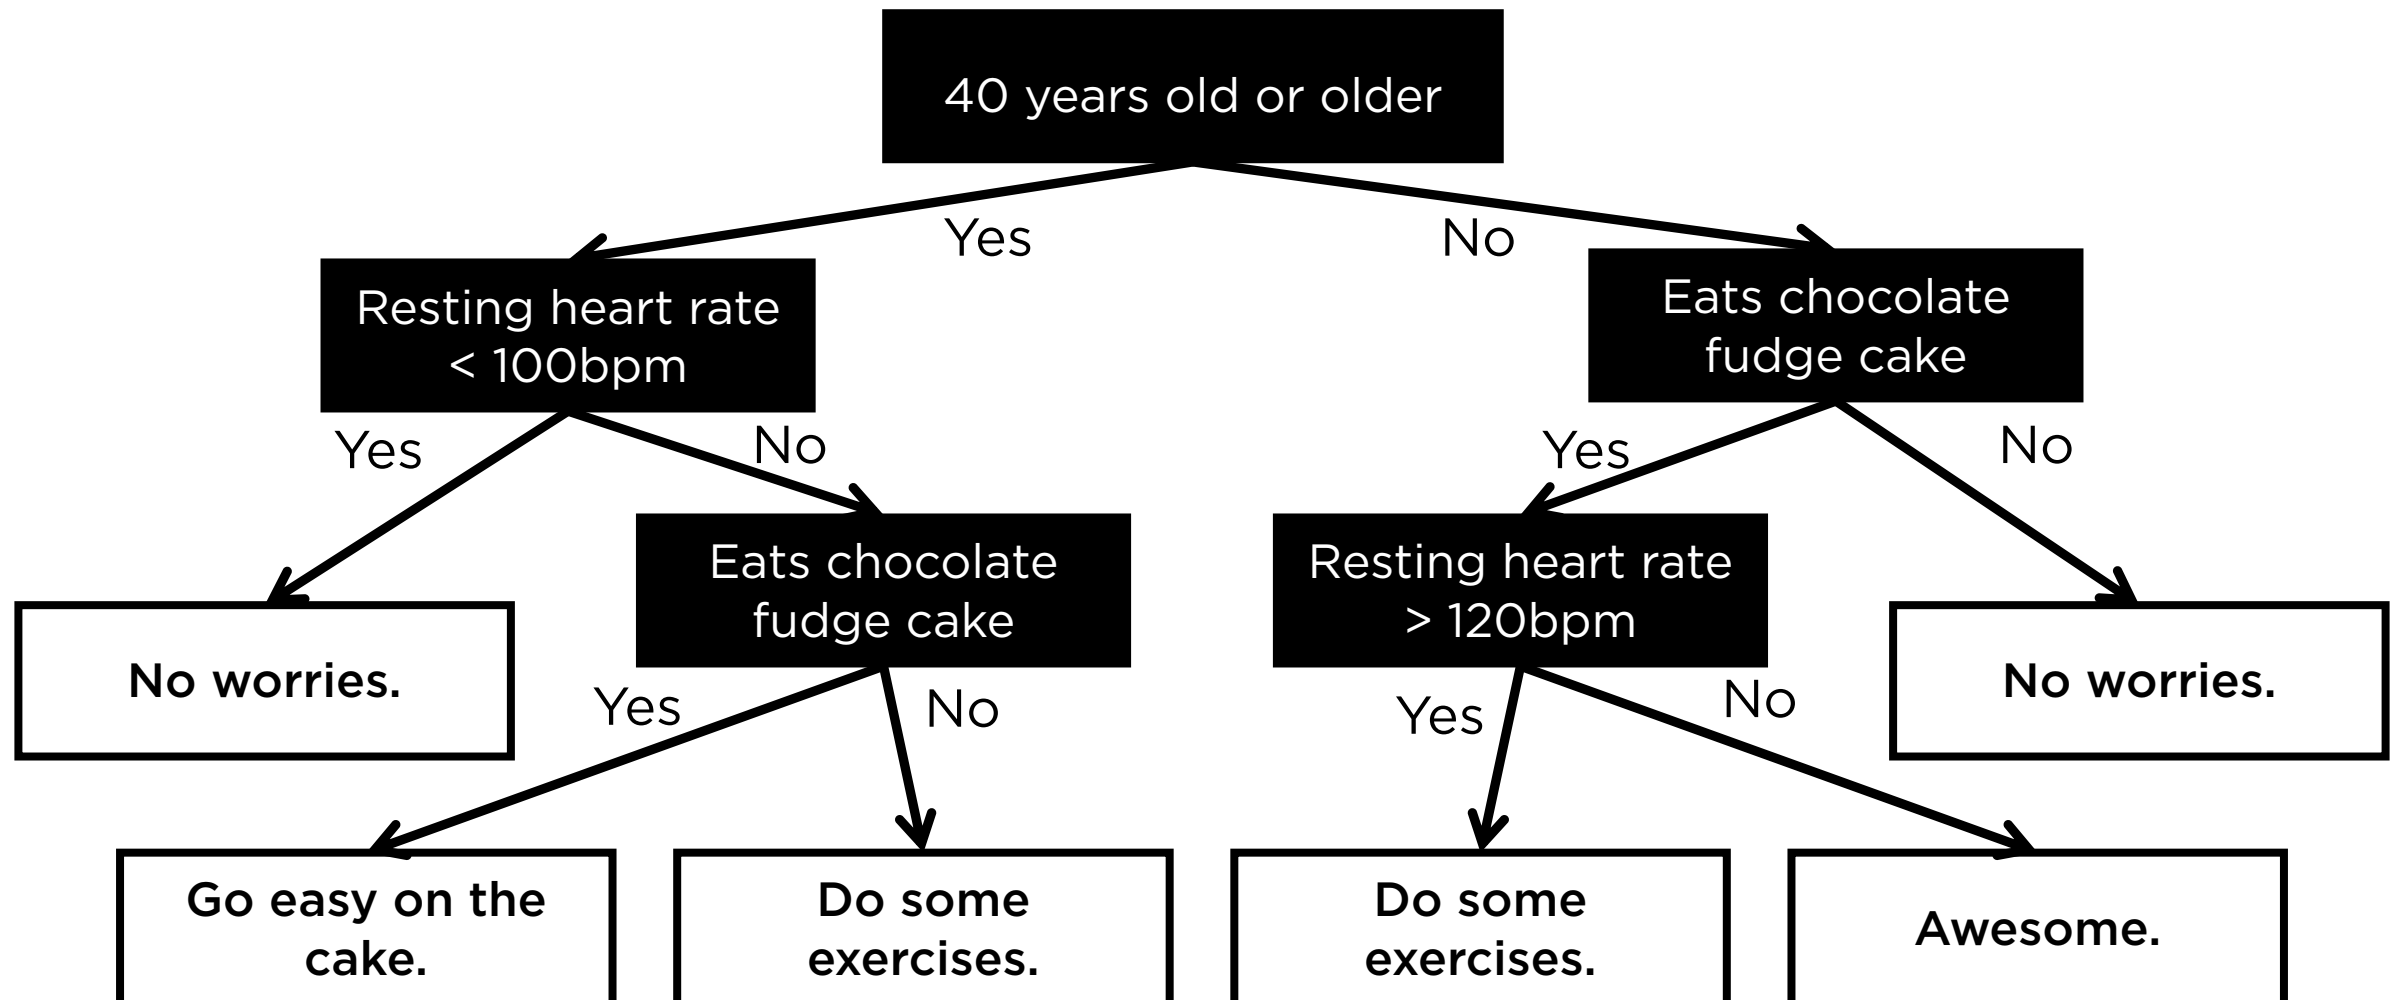 40 years old or older
Yes
No
Resting heart rate
< 100bpm
Eats chocolate
fudge cake
Yes
No
Yes
No
Eats chocolate
fudge cake
Resting heart rate
> 120bpm
No worries.
No worries.
Yes
No
Yes
No
Go easy on the
cake.
Do some
exercises.
Do some
exercises.
Awesome.